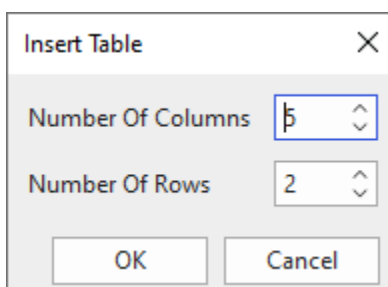 Insert Table
Number Of Columns 5
Number Of Rows 2
OK Cancel